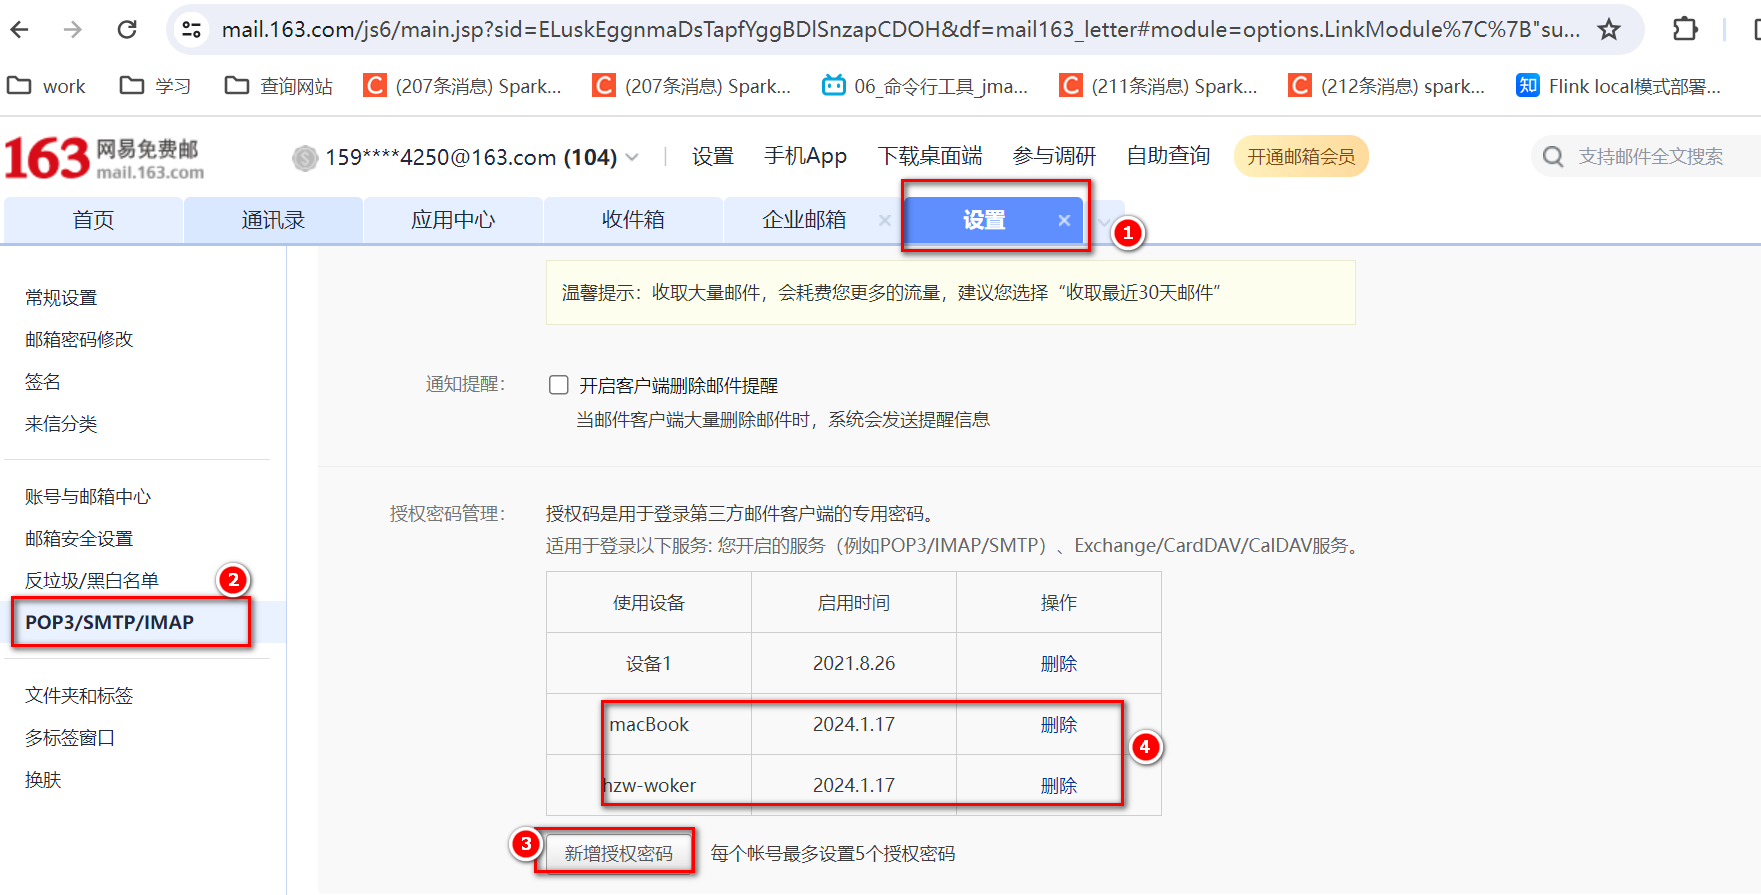 mail.163.com/js6/main.jsp?sid=ELuskEggnmaDsTapfYggBDlSnzapCDOH&df=mail163_letter#module=options.LinkModule%7C%7B"su...
work 学习 查询网站 C (207条消息) Spark... C (207条消息) Spark... 06_命令行工具_jma... C (211条消息) Spark... C (212条消息) spark... 知 Flink local模式部署...
163 网易免费邮 mail.163.com 159****4250@163.com (104) 设置 手机App 下载桌面端 参与调研 自助查询 开通邮箱会员 支持邮件全文搜索
首页 通讯录 应用中心 收件箱 企业邮箱 设置 1
温馨提示：收取大量邮件，会耗费您更多的流量，建议您选择“收取最近30天邮件”
常规设置
邮箱密码修改
签名
来信分类
账号与邮箱中心
邮箱安全设置
反垃圾/黑白名单 2
POP3/SMTP/IMAP
文件夹和标签
多标签窗口
换肤
通知提醒： 开启客户端删除邮件提醒
当邮件客户端大量删除邮件时，系统会发送提醒信息
授权密码管理： 授权码是用于登录第三方邮件客户端的专用密码。
适用于登录以下服务: 您开启的服务（例如POP3/IMAP/SMTP）、Exchange/CardDAV/CalDAV服务。
使用设备 启用时间 操作
设备1 2021.8.26 删除
macBook 2024.1.17 删除
4
hzw-woker 2024.1.17 删除
3 新增授权密码 每个帐号最多设置5个授权密码